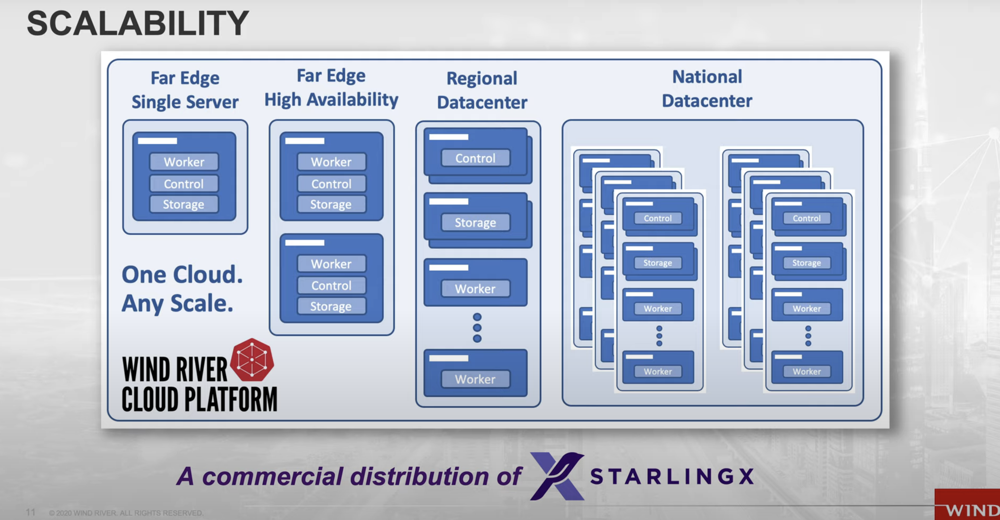 SCALABILITY
Far Edge
Single Server
Worker
Control
Storage
One Cloud.
Any Scale.
WIND RIVER
CLOUD PLATFORM
Far Edge
High Availability
Worker
Control
Storage
Worker
Control
Storage
Regional
Datacenter
Control
Storage
Worker
Worker
National
Datacenter
Control
Storage
Worker
Worker
Control
Storage
Worker
Worker
A commercial distribution of STARLINGX
11 © 2020 WIND RIVER. ALL RIGHTS RESERVED.
WIND